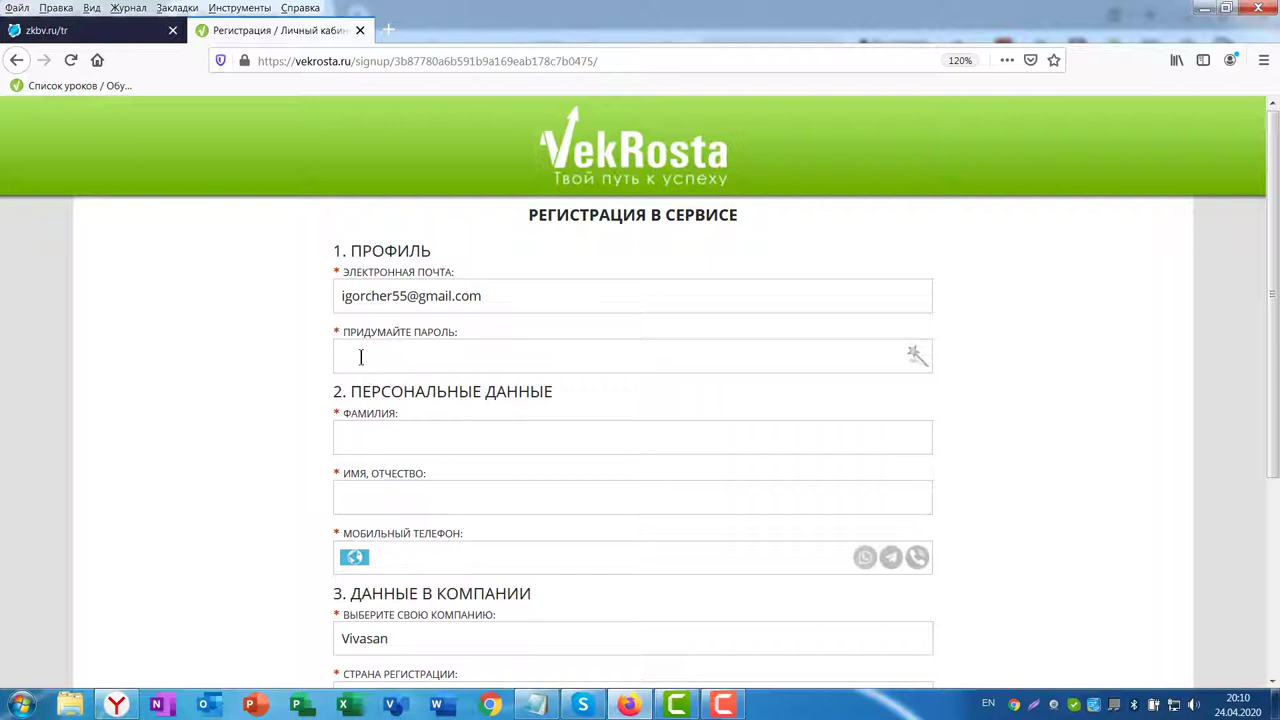 Файл Правка Вид Журнал Закладки Инструменты Справка
zkbv.ru/tr
Регистрация / Личный кабин
https://vekrosta.ru/signup/3b87780a6b591b9a169eab178c7b0475/
120%
Список уроков / Обу...
VekRosta
Твой путь к успеху
РЕГИСТРАЦИЯ В СЕРВИСЕ
1. ПРОФИЛЬ
* ЭЛЕКТРОННАЯ ПОЧТА:
igorcher55@gmail.com
* ПРИДУМАЙТЕ ПАРОЛЬ:
2. ПЕРСОНАЛЬНЫЕ ДАННЫЕ
* ФАМИЛИЯ:
* ИМЯ, ОТЧЕСТВО:
* МОБИЛЬНЫЙ ТЕЛЕФОН:
3. ДАННЫЕ В КОМПАНИИ
* ВЫБЕРИТЕ СВОЮ КОМПАНИЮ:
Vivasan
* СТРАНА РЕГИСТРАЦИИ:
EN
20:10
24.04.2020